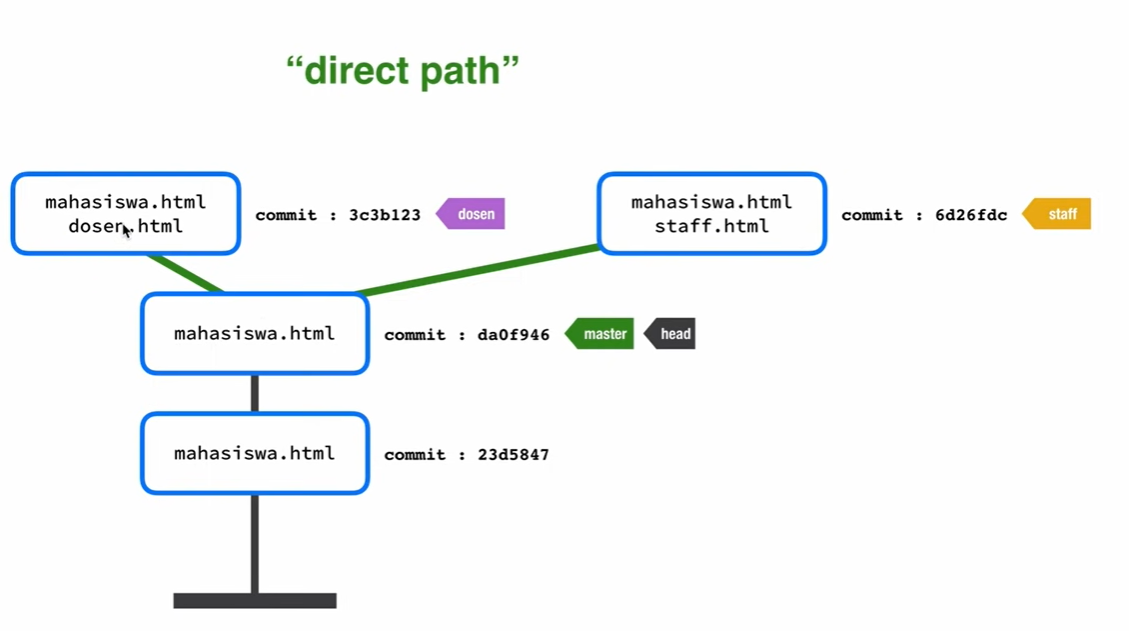 “direct path”
mahasiswa.html
dosen.html
commit : 3c3b123
dosen
mahasiswa.html
staff.html
commit : 6d26fdc
staff
mahasiswa.html
commit : da0f946
master
head
mahasiswa.html
commit : 23d5847